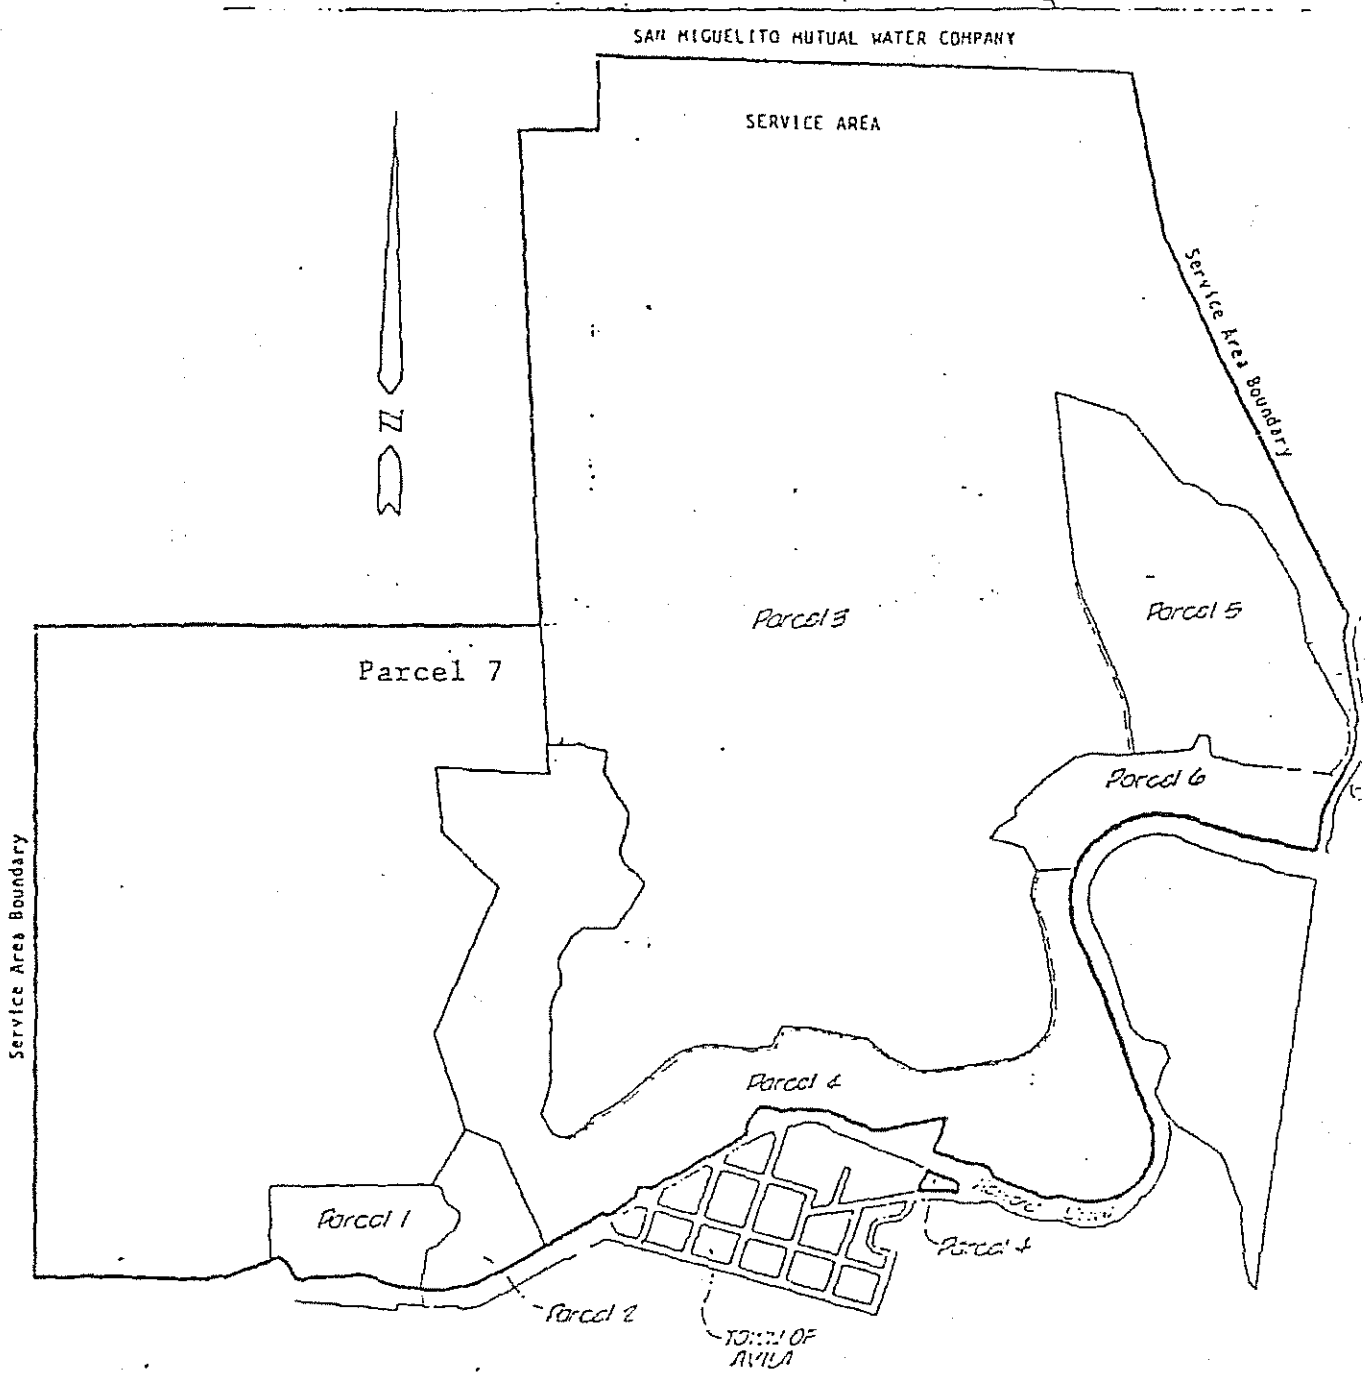 SAN MIGUELITO MUTUAL WATER COMPANY
SERVICE AREA
Service Area Boundary
N
Parcel 3
Parcel 5
Parcel 7
Parcel 6
Service Area Boundary
Parcel 4
Parcel 1
Parcel 4
Parcel 2
TOWN OF
AVILA